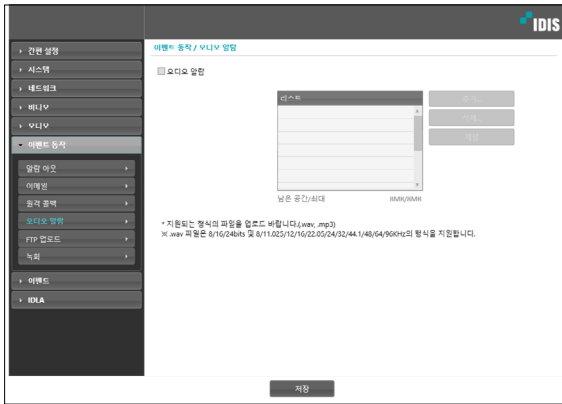 IDIS
이벤트 동작 / 오디오 알람
간편 설정
시스템
네트워크
비디오
오디오
이벤트 동작
알람 아웃
이메일
원격 콜백
오디오 알람
FTP 업로드
녹화
이벤트
IDLA
오디오 알람
리스트
남은 공간/최대
* 지원되는 형식의 파일을 업로드 바랍니다.(.wav, .mp3)
※ .wav 파일은 8/16/24bits 및 8/11.025/12/16/22.05/24/32/44.1/48/64/96KHz의 형식을 지원합니다.
저장